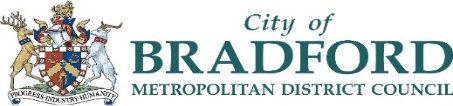 PROGRESS·INDUSTRY·HUMANITY
City of
BRADFORD
METROPOLITAN DISTRICT COUNCIL